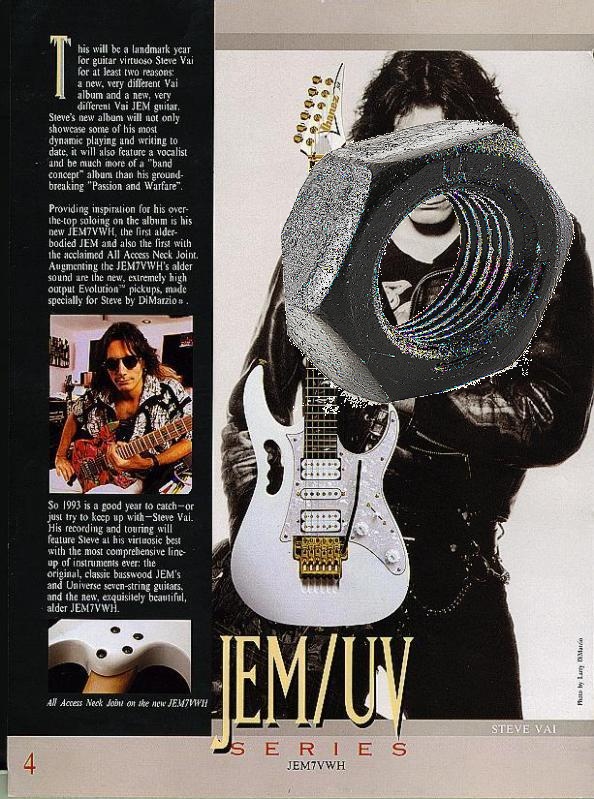 This will be a landmark year
for guitar virtuoso Steve Vai
for at least two reasons:
a new, very different Vai
album and a new, very
different Vai JEM guitar.
Steve's new album will not only
showcase some of his most
dynamic playing and writing to
date, it will also feature a vocalist
and be much more of a "band
concept" album than his ground-
breaking "Passion and Warfare".
Providing inspiration for his over-
the-top soloing on the album is his
new JEM7VWH, the first alder-
bodied JEM and also the first with
the acclaimed All Access Neck Joint.
Augmenting the JEM7VWH's alder
sound are the new, extremely high
output Evolution™ pickups, made
specially for Steve by DiMarzio®.
So 1993 is a good year to catch—or
just try to keep up with—Steve Vai.
His recording and touring will
feature Steve at his virtuosic best
with the most comprehensive line-
up of instruments ever: the
original, classic basswood JEM's
and Universe seven-string guitars,
and the new, exquisitely beautiful,
alder JEM7VWH.
All Access Neck Joint on the new JEM7VWH
4
Ibanez
JEM/UV
SERIES
JEM7VWH
STEVE VAI
Photo by Larry DiMarzio